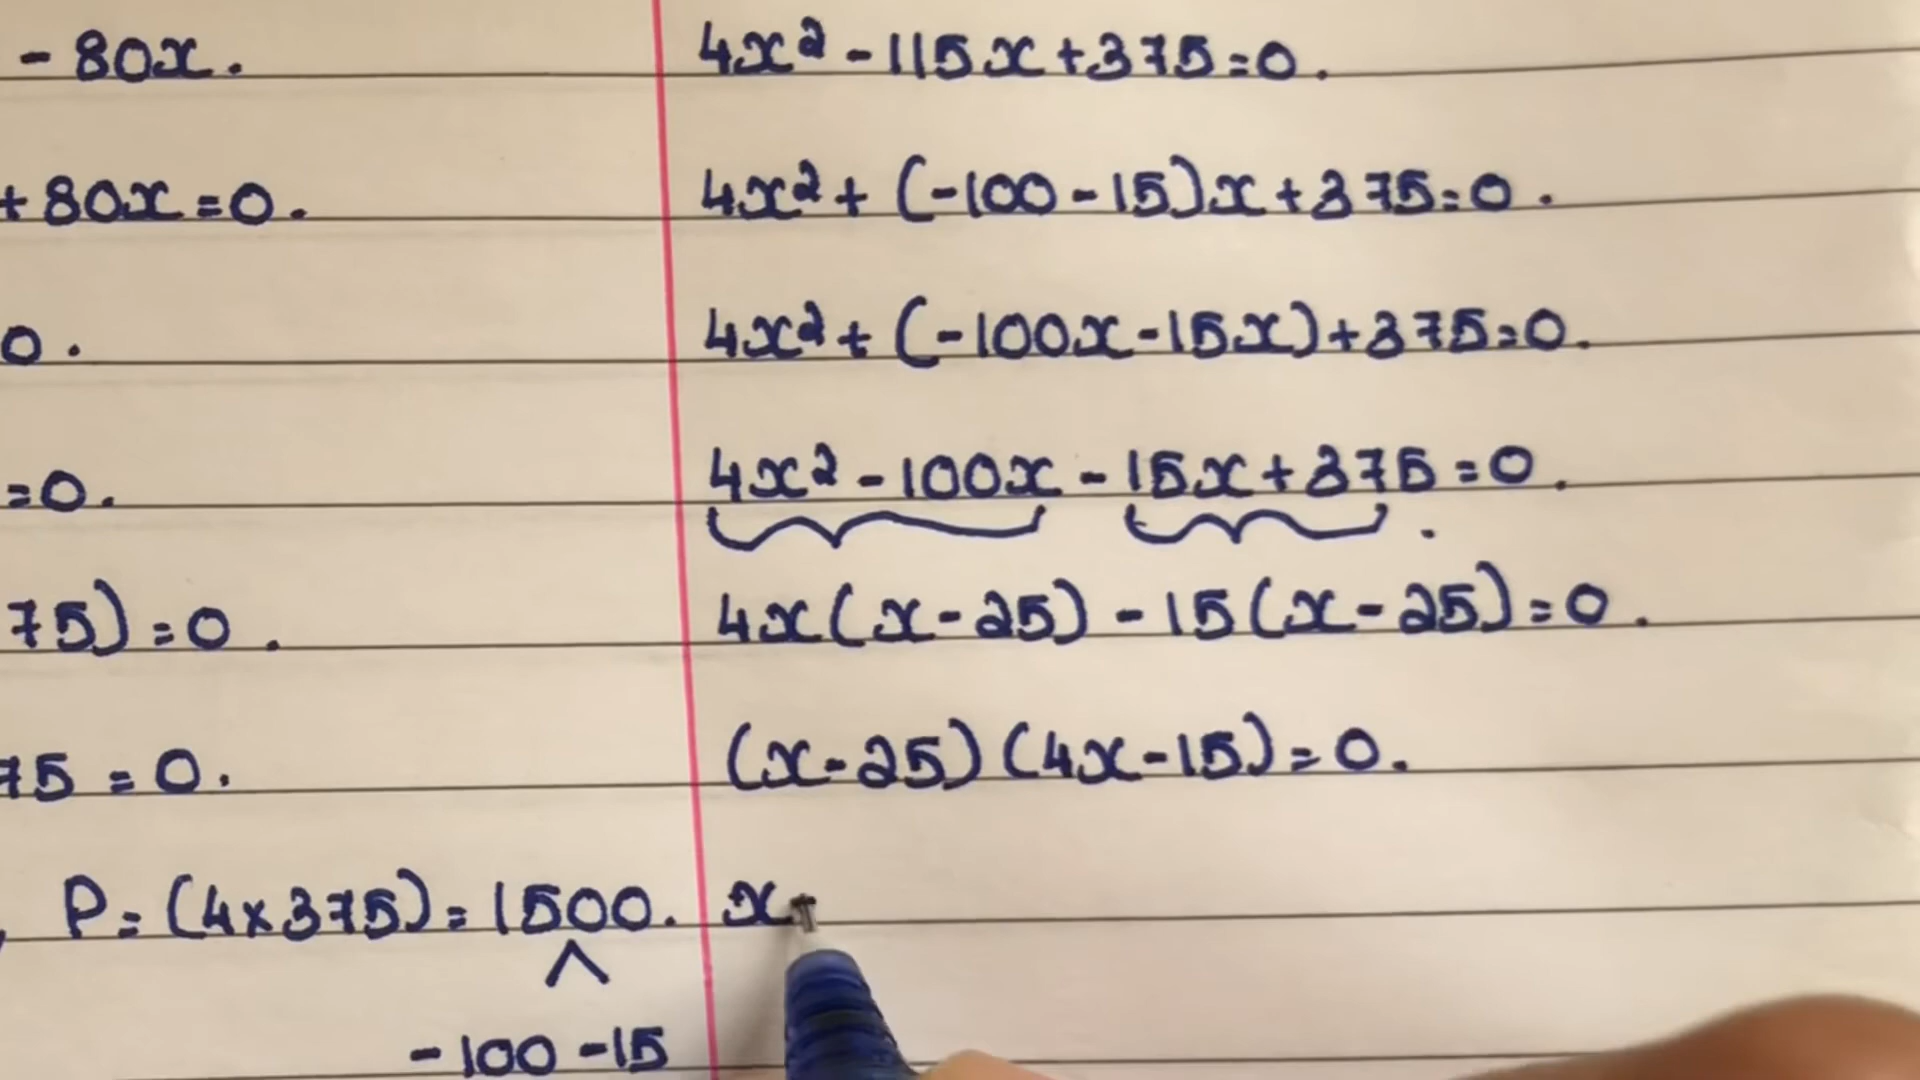 - 80x.
+ 80x = 0.
0.
= 0.
75) = 0.
75 = 0.
, P = (4×375) = 1500.
-100 -15
4x² - 115x + 375 = 0.
4x² + (-100 - 15)x + 375 = 0.
4x² + (-100x - 15x) + 375 = 0.
4x² - 100x - 15x + 375 = 0.
4x(x - 25) - 15(x - 25) = 0.
(x - 25)(4x - 15) = 0.
x